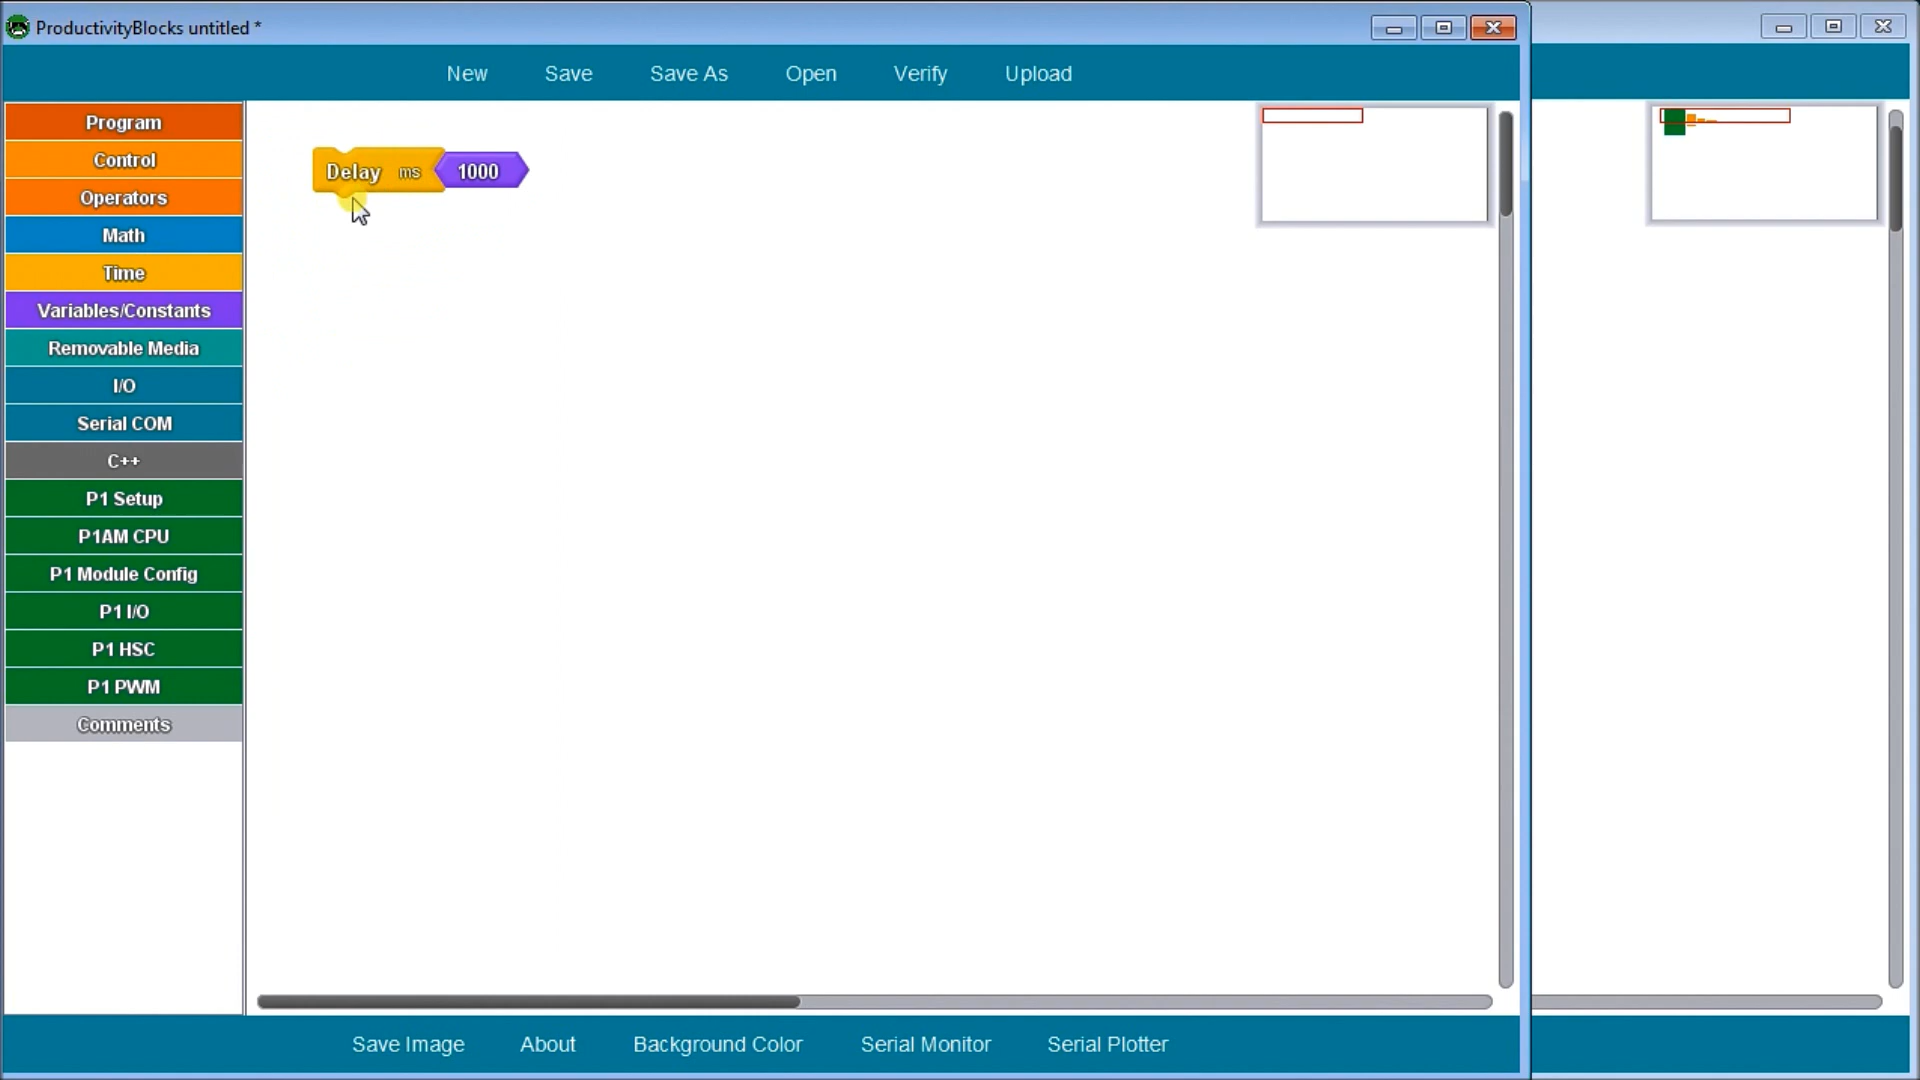 ProductivityBlocks untitled *
New Save Save As Open Verify Upload
Program
Control
Operators
Math
Time
Variables/Constants
Removable Media
I/O
Serial COM
C++
P1 Setup
P1AM CPU
P1 Module Config
P1 I/O
P1 HSC
P1 PWM
Comments
Delay ms 1000
Save Image About Background Color Serial Monitor Serial Plotter